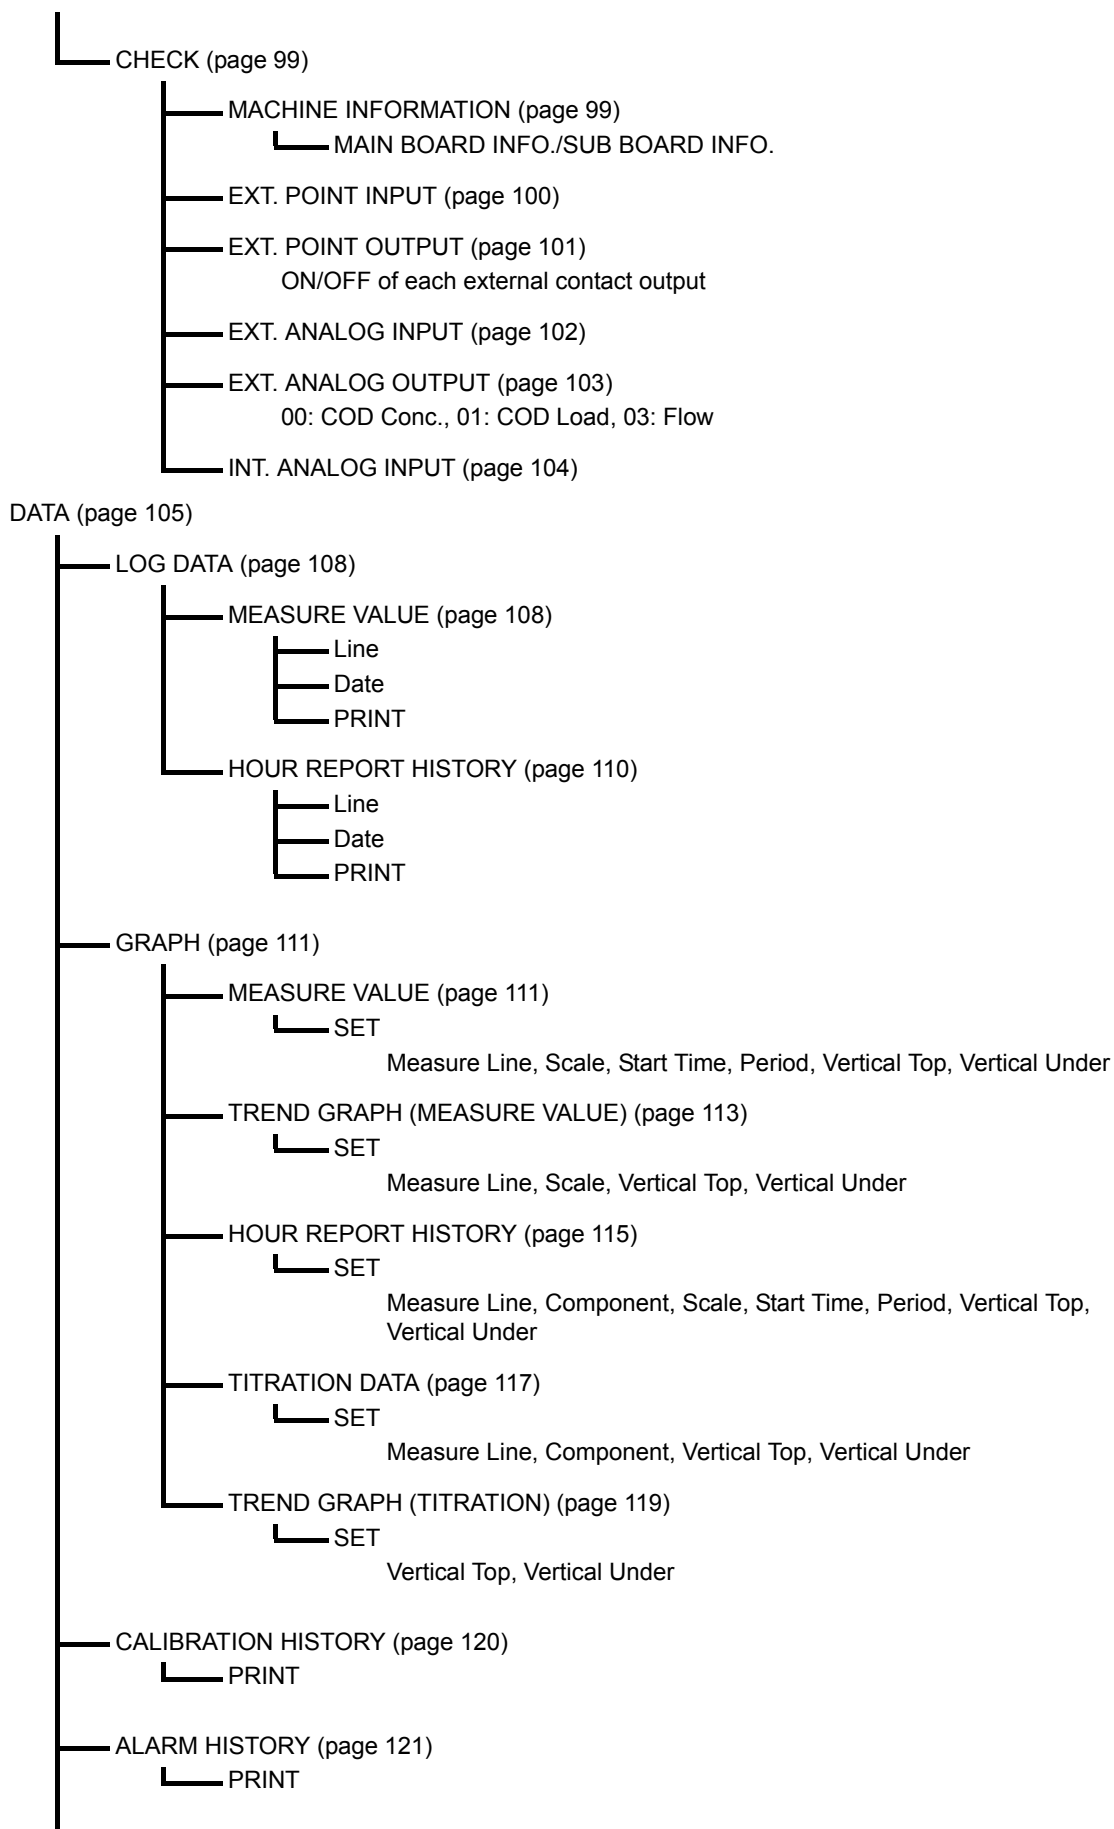 CHECK (page 99)
MACHINE INFORMATION (page 99)
MAIN BOARD INFO./SUB BOARD INFO.
EXT. POINT INPUT (page 100)
EXT. POINT OUTPUT (page 101)
ON/OFF of each external contact output
EXT. ANALOG INPUT (page 102)
EXT. ANALOG OUTPUT (page 103)
00: COD Conc., 01: COD Load, 03: Flow
INT. ANALOG INPUT (page 104)
DATA (page 105)
LOG DATA (page 108)
MEASURE VALUE (page 108)
Line
Date
PRINT
HOUR REPORT HISTORY (page 110)
Line
Date
PRINT
GRAPH (page 111)
MEASURE VALUE (page 111)
SET
Measure Line, Scale, Start Time, Period, Vertical Top, Vertical Under
TREND GRAPH (MEASURE VALUE) (page 113)
SET
Measure Line, Scale, Vertical Top, Vertical Under
HOUR REPORT HISTORY (page 115)
SET
Measure Line, Component, Scale, Start Time, Period, Vertical Top,
Vertical Under
TITRATION DATA (page 117)
SET
Measure Line, Component, Vertical Top, Vertical Under
TREND GRAPH (TITRATION) (page 119)
SET
Vertical Top, Vertical Under
CALIBRATION HISTORY (page 120)
PRINT
ALARM HISTORY (page 121)
PRINT